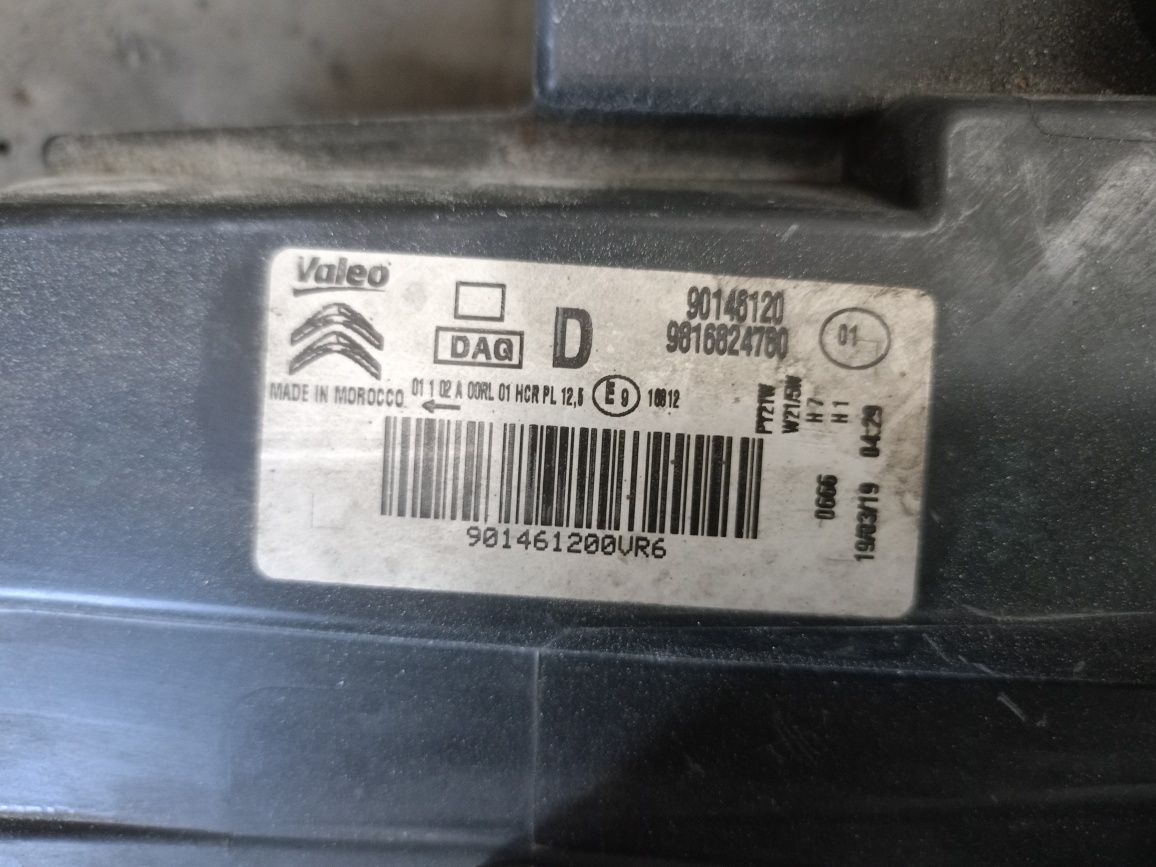 Valeo
90146120
9816824780
01
DAQ
D
MADE IN MOROCCO
01 1 02 A 00RL 01 HCR PL 12,5 E 9 10812
PY21W
W21/5W
H7
H1
0666
19/03/19 04:29
901461200VR6